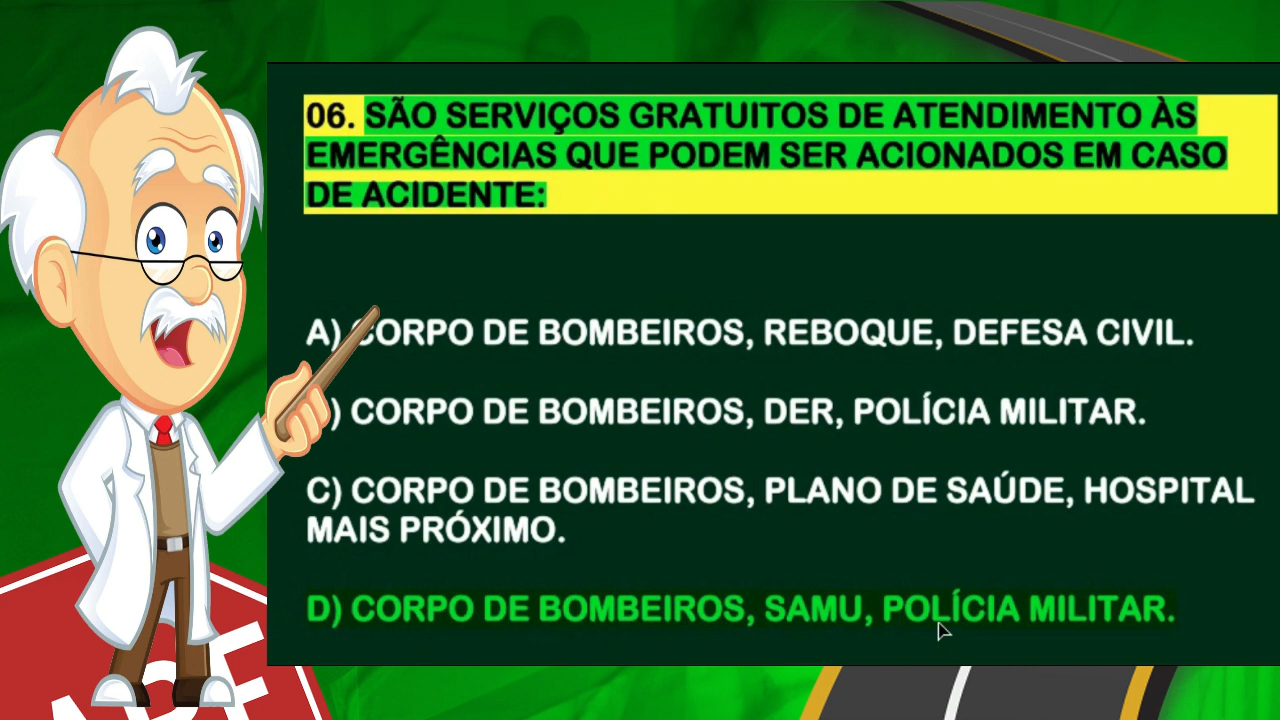 06. SÃO SERVIÇOS GRATUITOS DE ATENDIMENTO ÀS
EMERGÊNCIAS QUE PODEM SER ACIONADOS EM CASO
DE ACIDENTE:
A) CORPO DE BOMBEIROS, REBOQUE, DEFESA CIVIL.
) CORPO DE BOMBEIROS, DER, POLÍCIA MILITAR.
C) CORPO DE BOMBEIROS, PLANO DE SAÚDE, HOSPITAL
MAIS PRÓXIMO.
D) CORPO DE BOMBEIROS, SAMU, POLÍCIA MILITAR.